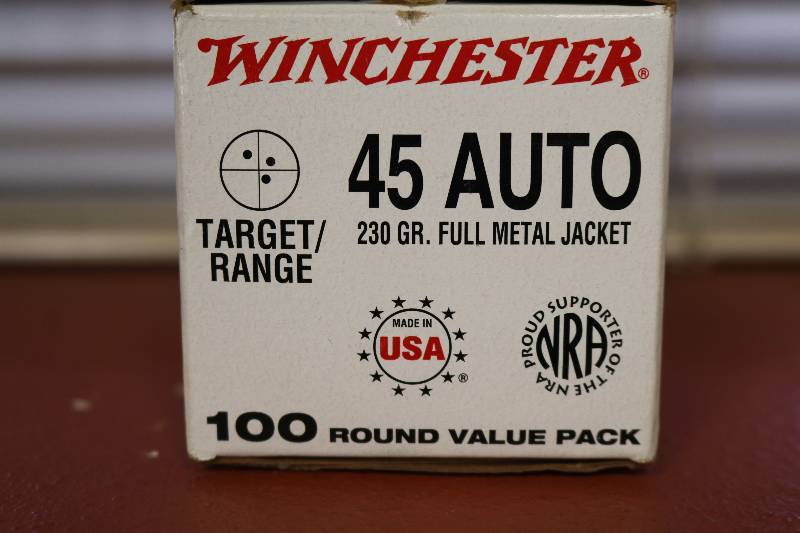 WINCHESTER®
45 AUTO
230 GR. FULL METAL JACKET
TARGET/
RANGE
MADE IN
USA
®
PROUD SUPPORTER OF THE NRA
NRA
100 ROUND VALUE PACK